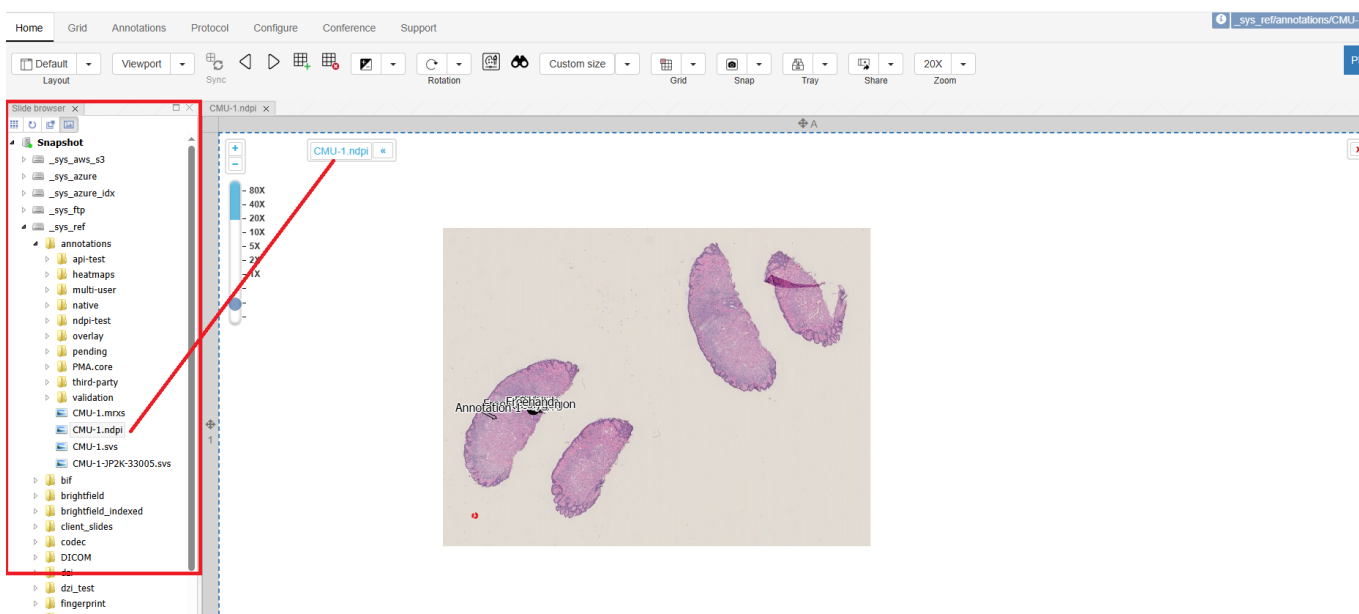 Home Grid Annotations Protocol Configure Conference Support
_sys_ref/annotations/CMU-
Default Viewport Custom size 20X
Layout Sync Rotation Grid Snap Tray Share Zoom
Slide browser x
CMU-1.ndpi x
A
Snapshot
_sys_aws_s3
_sys_azure
_sys_azure_idx
_sys_ftp
_sys_ref
annotations
api-test
heatmaps
multi-user
native
ndpi-test
overlay
pending
PMA.core
third-party
validation
CMU-1.mrxs
CMU-1.ndpi
CMU-1.svs
CMU-1-JP2K-33005.svs
bif
brightfield
brightfield_indexed
client_slides
codec
DICOM
dzi
dzi_test
fingerprint
1
CMU-1.ndpi «
+
-
- 80X
- 40X
- 20X
- 10X
- 5X
- 2X
- 1X
Freehand
Annotation